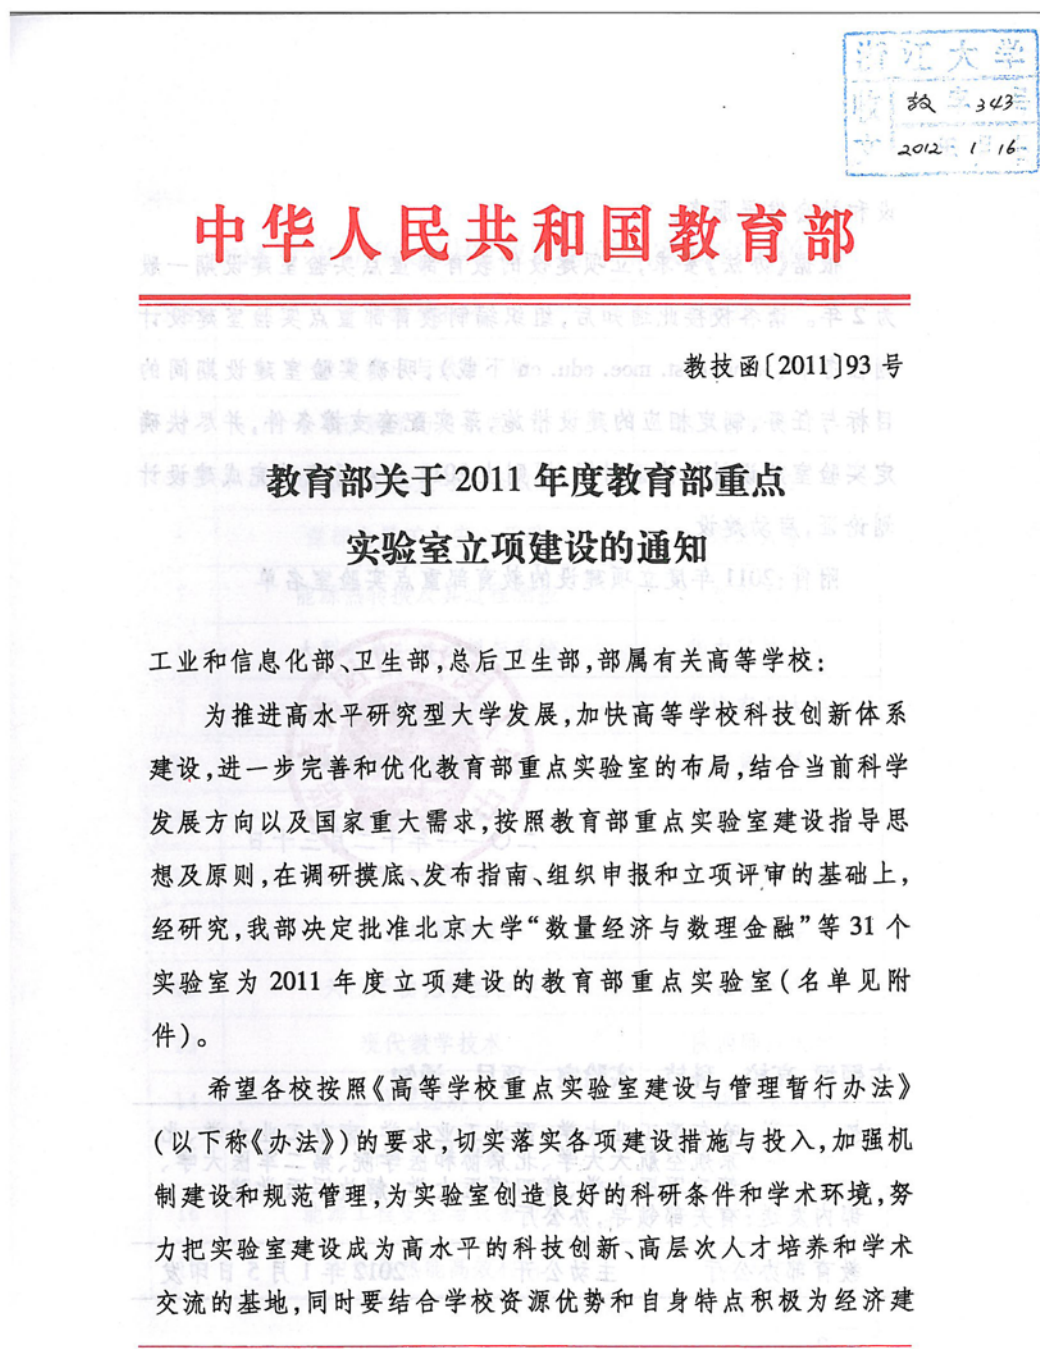 浙江大学
收 教 343
文 2012 1 16
中华人民共和国教育部
教技函〔2011〕93 号
教育部关于 2011 年度教育部重点
实验室立项建设的通知
工业和信息化部、卫生部,总后卫生部,部属有关高等学校:
为推进高水平研究型大学发展,加快高等学校科技创新体系
建设,进一步完善和优化教育部重点实验室的布局,结合当前科学
发展方向以及国家重大需求,按照教育部重点实验室建设指导思
想及原则,在调研摸底、发布指南、组织申报和立项评审的基础上,
经研究,我部决定批准北京大学“数量经济与数理金融”等 31 个
实验室为 2011 年度立项建设的教育部重点实验室(名单见附
件)。
希望各校按照《高等学校重点实验室建设与管理暂行办法》
(以下称《办法》)的要求,切实落实各项建设措施与投入,加强机
制建设和规范管理,为实验室创造良好的科研条件和学术环境,努
力把实验室建设成为高水平的科技创新、高层次人才培养和学术
交流的基地,同时要结合学校资源优势和自身特点积极为经济建